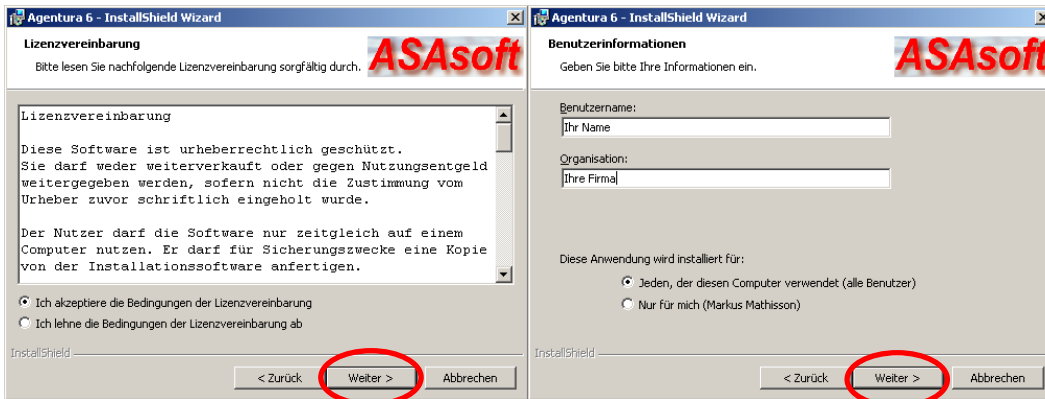 Agentura 6 - InstallShield Wizard
Lizenzvereinbarung
Bitte lesen Sie nachfolgende Lizenzvereinbarung sorgfältig durch.
ASAsoft
Lizenzvereinbarung
Diese Software ist urheberrechtlich geschützt.
Sie darf weder weiterverkauft oder gegen Nutzungsentgeld
weitergegeben werden, sofern nicht die Zustimmung vom
Urheber zuvor schriftlich eingeholt wurde.
Der Nutzer darf die Software nur zeitgleich auf einem
Computer nutzen. Er darf für Sicherungszwecke eine Kopie
von der Installationssoftware anfertigen.
Ich akzeptiere die Bedingungen der Lizenzvereinbarung
Ich lehne die Bedingungen der Lizenzvereinbarung ab
InstallShield
< Zurück Weiter > Abbrechen
Agentura 6 - InstallShield Wizard
Benutzerinformationen
Geben Sie bitte Ihre Informationen ein.
ASAsoft
Benutzername:
Ihr Name
Organisation:
Ihre Firma
Diese Anwendung wird installiert für:
Jeden, der diesen Computer verwendet (alle Benutzer)
Nur für mich (Markus Mathisson)
InstallShield
< Zurück Weiter > Abbrechen